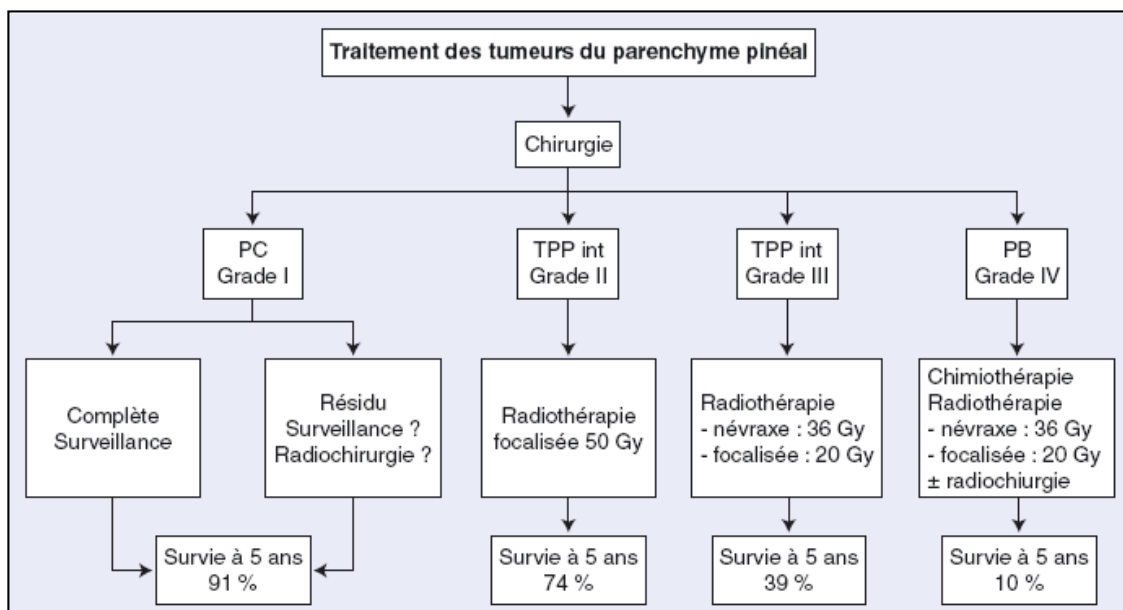 Traitement des tumeurs du parenchyme pinéal
Chirurgie
PC
Grade I
TPP int
Grade II
TPP int
Grade III
PB
Grade IV
Complète
Surveillance
Résidu
Surveillance ?
Radiochirurgie ?
Radiothérapie
focalisée 50 Gy
Radiothérapie
- névraxe : 36 Gy
- focalisée : 20 Gy
Chimiothérapie
Radiothérapie
- névraxe : 36 Gy
- focalisée : 20 Gy
± radiochiurgie
Survie à 5 ans
91 %
Survie à 5 ans
74 %
Survie à 5 ans
39 %
Survie à 5 ans
10 %